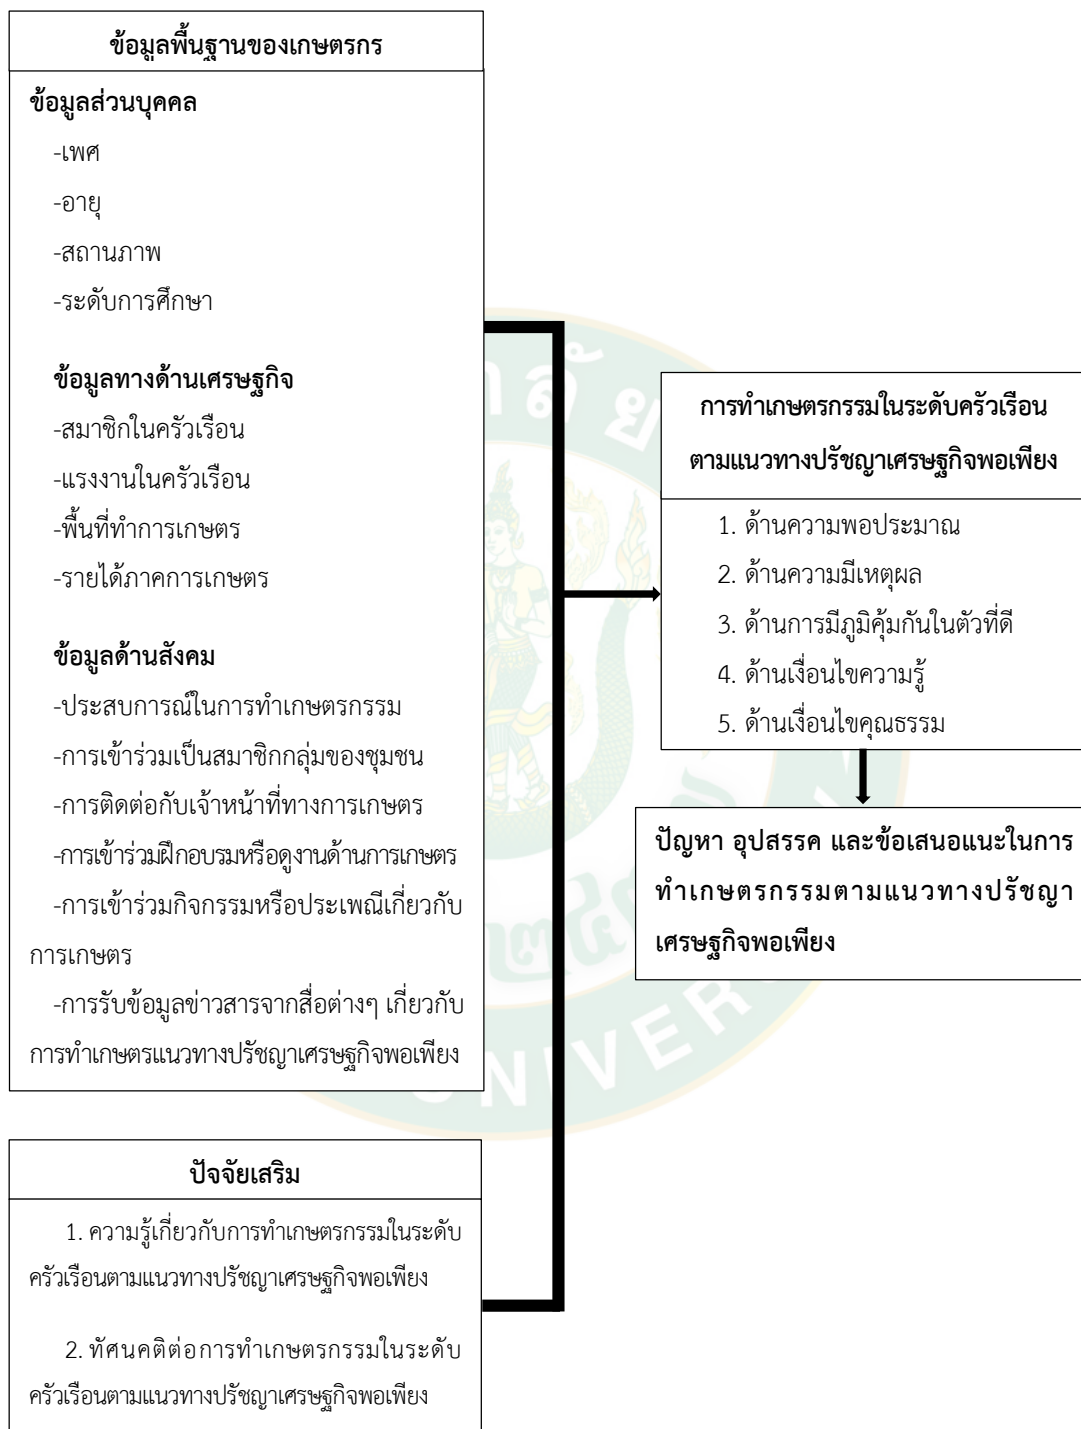 ข้อมูลพื้นฐานของเกษตรกร
ข้อมูลส่วนบุคคล
-เพศ
-อายุ
-สถานภาพ
-ระดับการศึกษา
ข้อมูลทางด้านเศรษฐกิจ
-สมาชิกในครัวเรือน
-แรงงานในครัวเรือน
-พื้นที่ทำการเกษตร
-รายได้ภาคการเกษตร
ข้อมูลด้านสังคม
-ประสบการณ์ในการทำเกษตรกรรม
-การเข้าร่วมเป็นสมาชิกกลุ่มของชุมชน
-การติดต่อกับเจ้าหน้าที่ทางการเกษตร
-การเข้าร่วมฝึกอบรมหรือดูงานด้านการเกษตร
-การเข้าร่วมกิจกรรมหรือประเพณีเกี่ยวกับ
การเกษตร
-การรับข้อมูลข่าวสารจากสื่อต่างๆ เกี่ยวกับ
การทำเกษตรแนวทางปรัชญาเศรษฐกิจพอเพียง
ปัจจัยเสริม
1. ความรู้เกี่ยวกับการทำเกษตรกรรมในระดับ
ครัวเรือนตามแนวทางปรัชญาเศรษฐกิจพอเพียง
2. ทัศนคติต่อการทำเกษตรกรรมในระดับ
ครัวเรือนตามแนวทางปรัชญาเศรษฐกิจพอเพียง
การทำเกษตรกรรมในระดับครัวเรือน
ตามแนวทางปรัชญาเศรษฐกิจพอเพียง
1. ด้านความพอประมาณ
2. ด้านความมีเหตุผล
3. ด้านการมีภูมิคุ้มกันในตัวที่ดี
4. ด้านเงื่อนไขความรู้
5. ด้านเงื่อนไขคุณธรรม
ปัญหา อุปสรรค และข้อเสนอแนะในการ
ทำเกษตรกรรมตามแนวทางปรัชญา
เศรษฐกิจพอเพียง